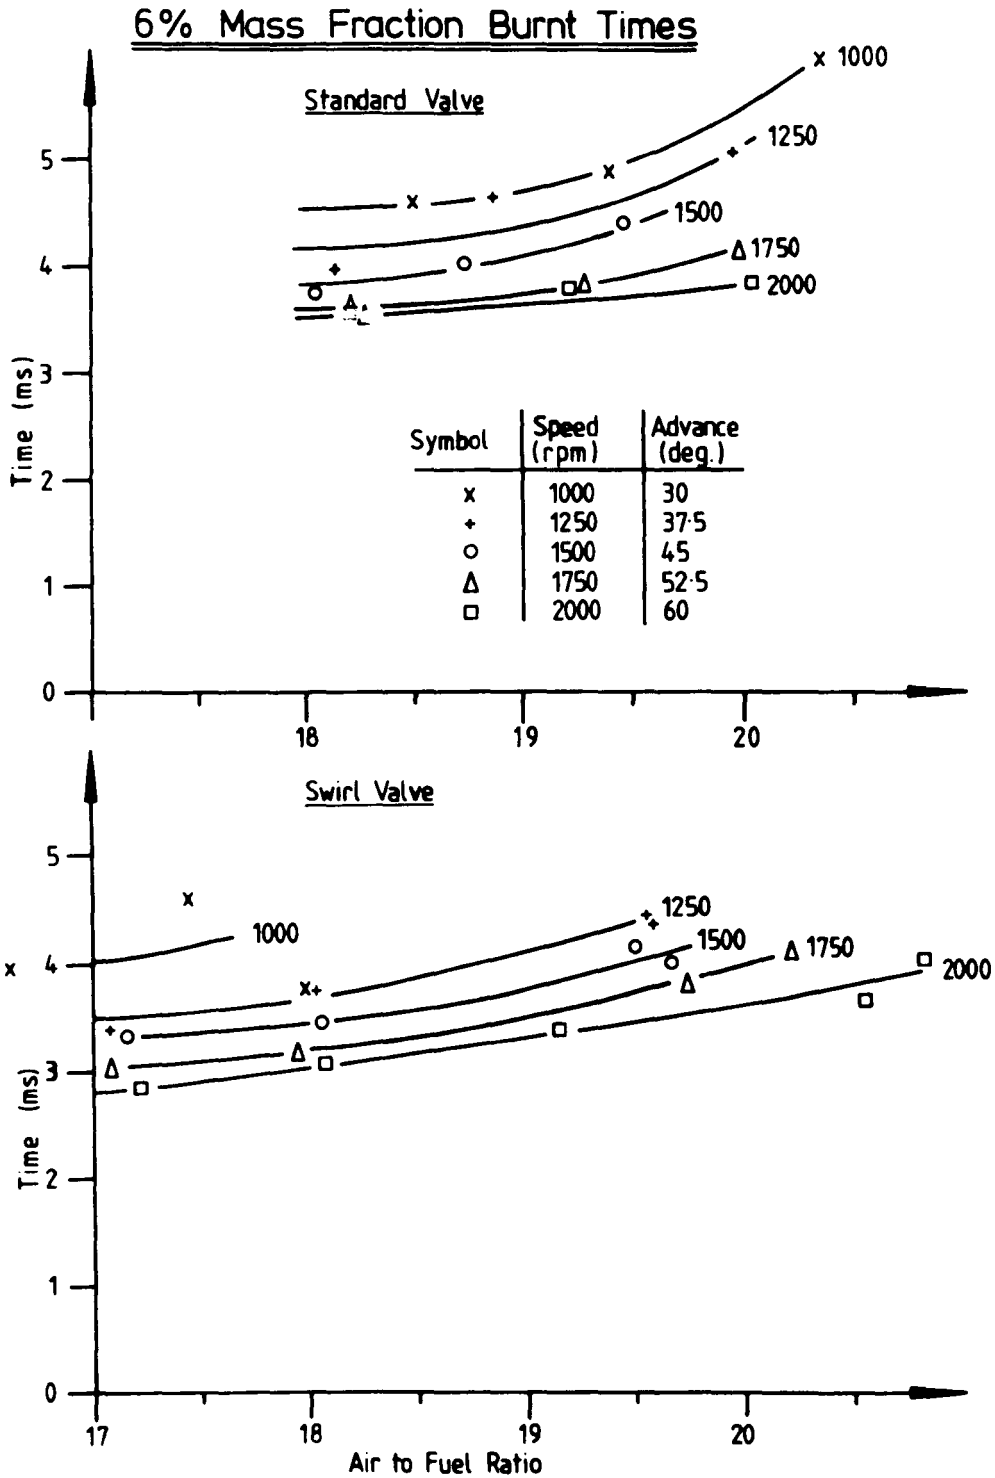 6% Mass Fraction Burnt Times
Standard Valve
1000
1250
1500
1750
2000
5
4
3
2
1
0
Time (ms)
Symbol Speed (rpm) Advance (deg.)
x 1000 30
+ 1250 37·5
o 1500 45
Δ 1750 52·5
□ 2000 60
18 19 20
Swirl Valve
1000
1250
1500
1750
2000
5
4
3
2
1
0
Time (ms)
17 18 19 20
Air to Fuel Ratio